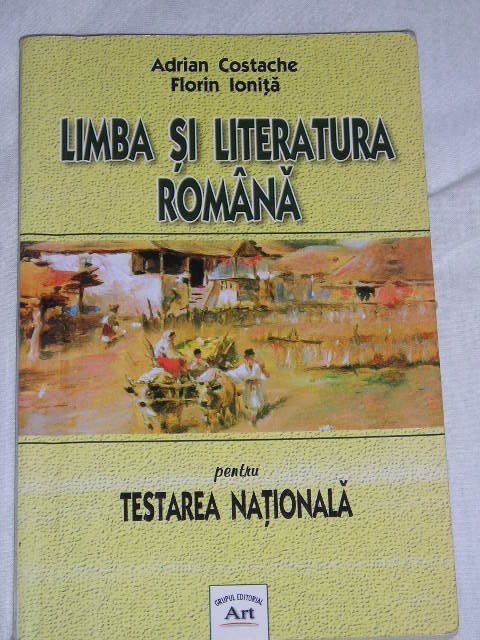 Adrian Costache
Florin Ioniță
LIMBA ȘI LITERATURA
ROMÂNĂ
pentru
TESTAREA NAȚIONALĂ
GRUPUL EDITORIAL
Art